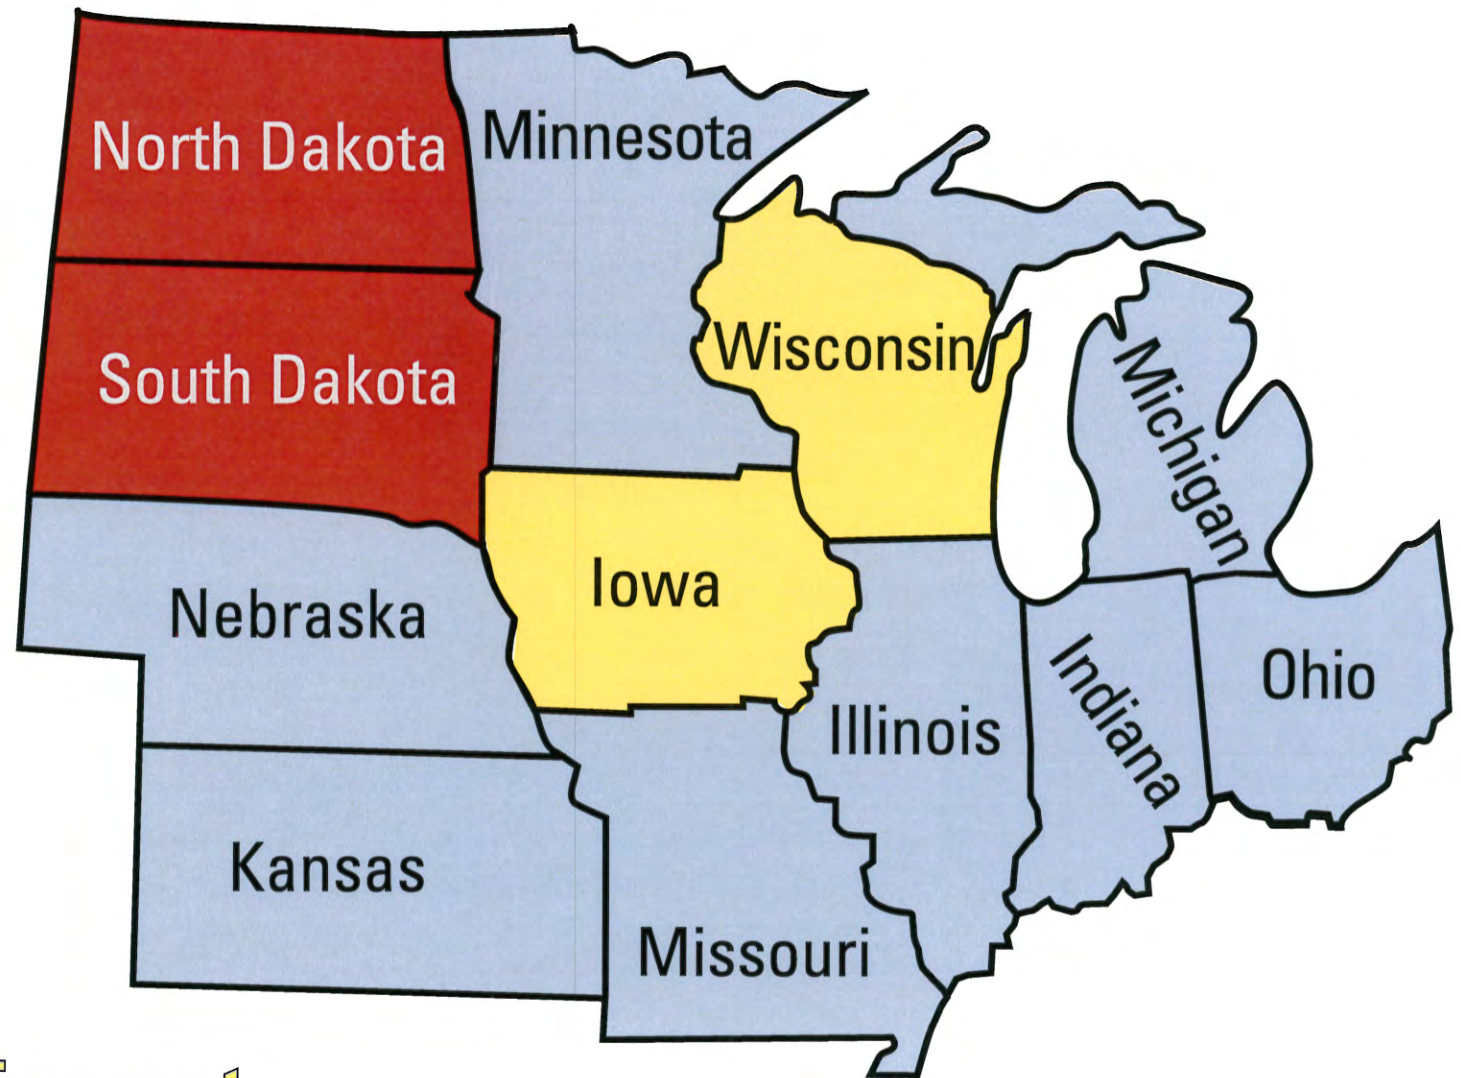 North Dakota
Minnesota
South Dakota
Wisconsin
Michigan
Nebraska
Iowa
Illinois
Indiana
Ohio
Kansas
Missouri